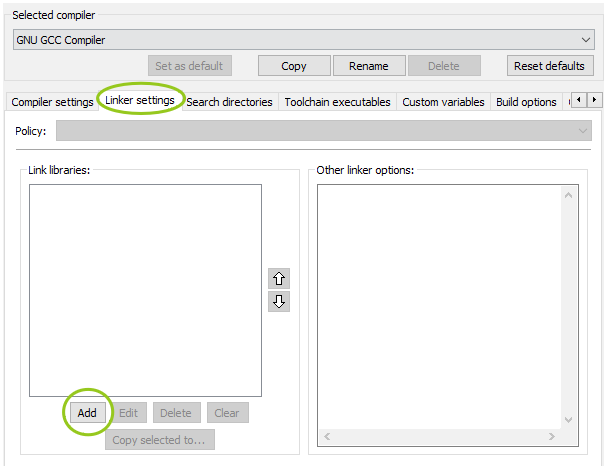 Selected compiler
GNU GCC Compiler
Set as default Copy Rename Delete Reset defaults
Compiler settings Linker settings Search directories Toolchain executables Custom variables Build options
Policy:
Link libraries: Other linker options:
Add Edit Delete Clear
Copy selected to...